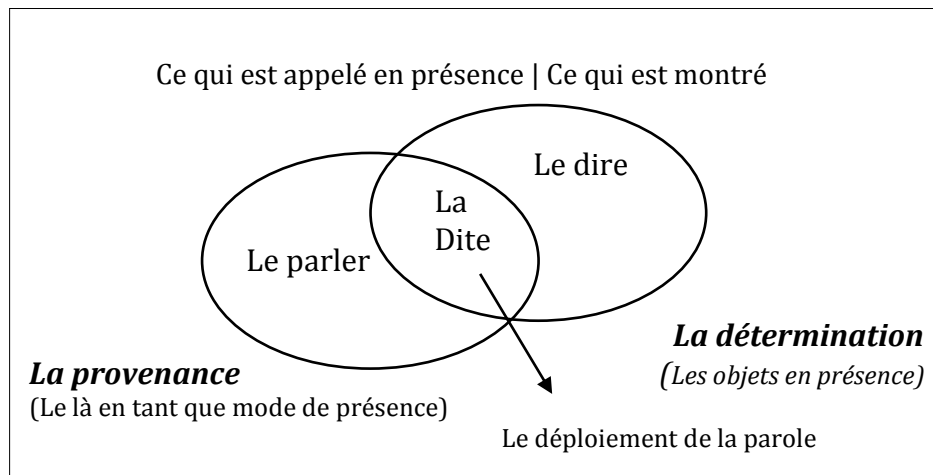 Ce qui est appelé en présence | Ce qui est montré
Le dire
La
Dite
Le parler
La détermination
(Les objets en présence)
La provenance
(Le là en tant que mode de présence)
Le déploiement de la parole